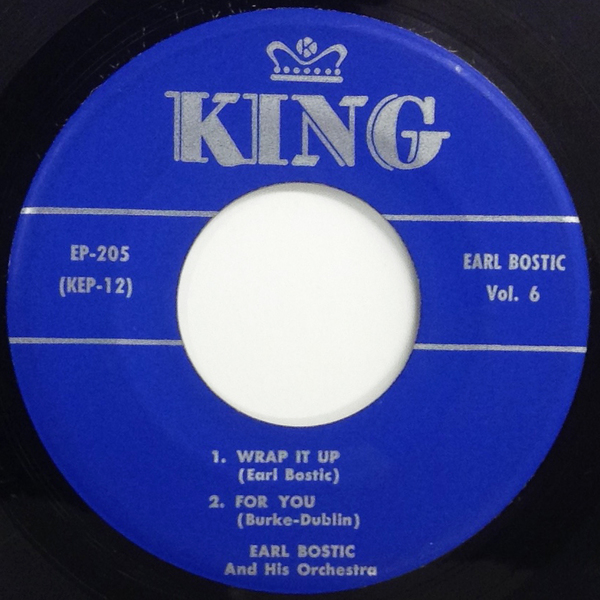 K
KING
EP-205
(KEP-12)
EARL BOSTIC
Vol. 6
1. WRAP IT UP
(Earl Bostic)
2. FOR YOU
(Burke-Dublin)
EARL BOSTIC
And His Orchestra